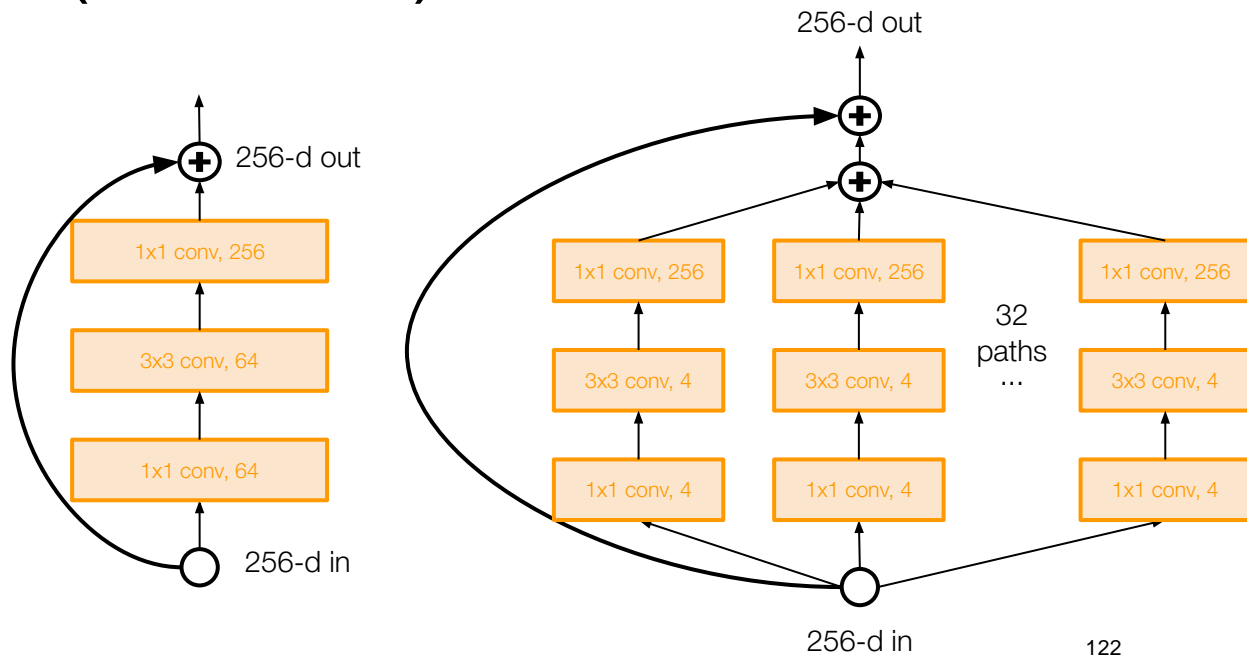 256-d out
256-d out
1x1 conv, 256
3x3 conv, 64
1x1 conv, 64
256-d in
1x1 conv, 256
1x1 conv, 256
1x1 conv, 256
32
paths
...
3x3 conv, 4
3x3 conv, 4
3x3 conv, 4
1x1 conv, 4
1x1 conv, 4
1x1 conv, 4
256-d in
122